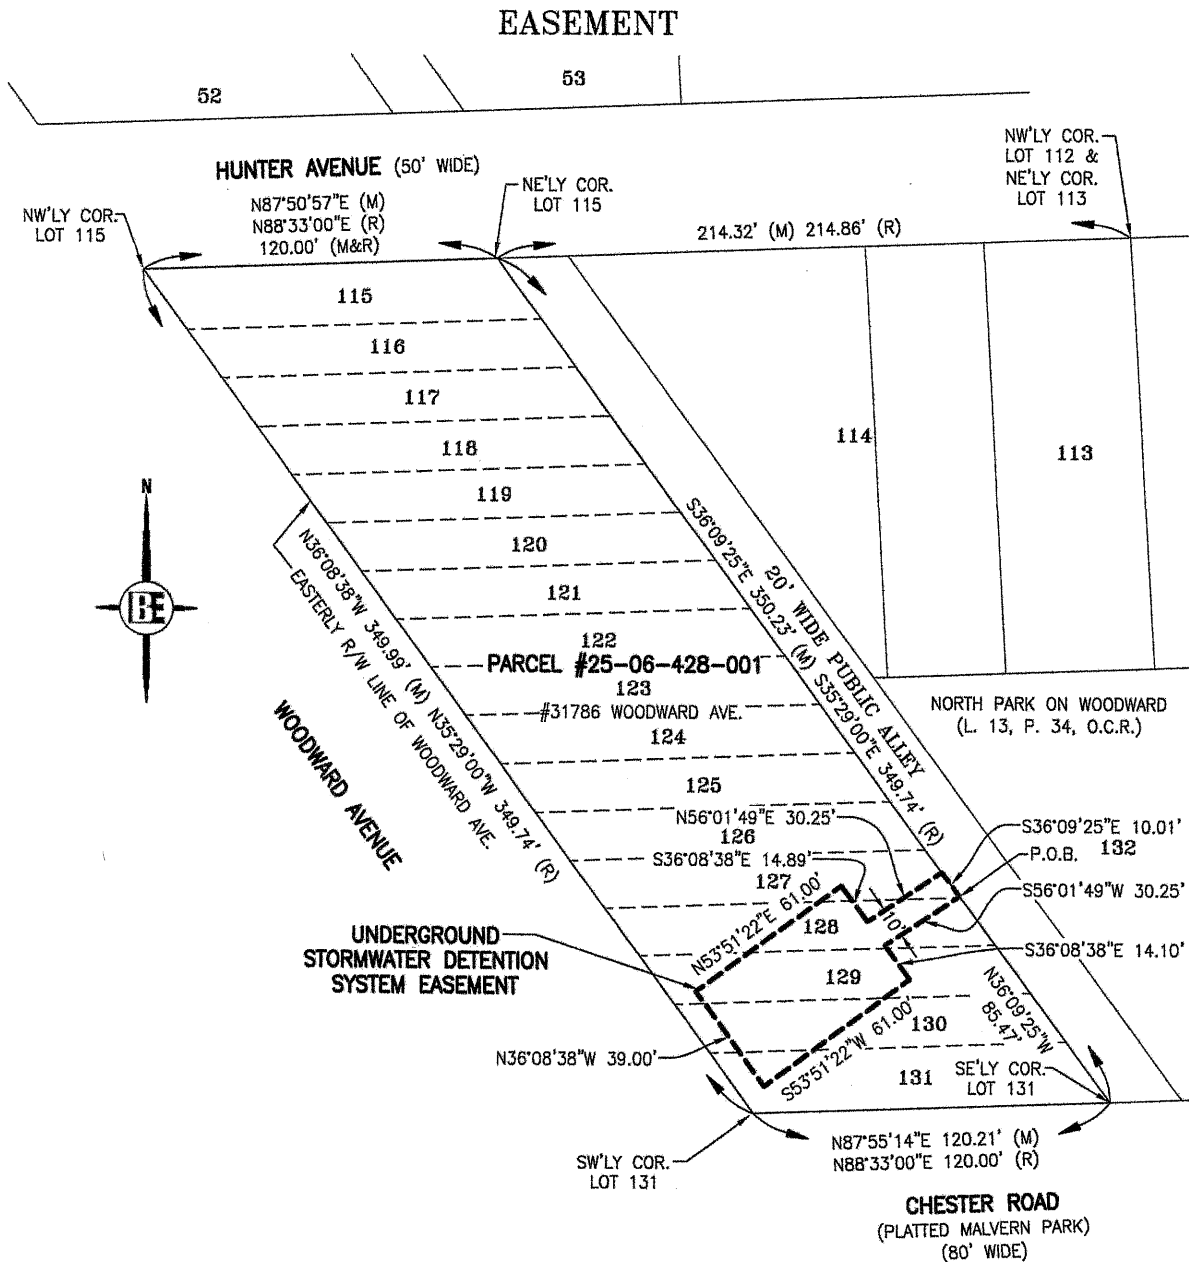 EASEMENT
52
53
HUNTER AVENUE (50' WIDE)
N87°50'57"E (M)
N88°33'00"E (R)
120.00' (M&R)
NW'LY COR.
LOT 115
NE'LY COR.
LOT 115
NW'LY COR.
LOT 112 &
NE'LY COR.
LOT 113
214.32' (M) 214.86' (R)
115
116
117
118
119
120
121
122
PARCEL #25-06-428-001
123
#31786 WOODWARD AVE.
124
125
126
127
128
129
130
131
114
113
N
BE
N36°08'38"W 349.99' (M) N35°29'00"W 349.74' (R)
EASTERLY R/W LINE OF WOODWARD AVE.
WOODWARD AVENUE
S36°09'25"E 350.23' (M) S35°29'00"E 349.74' (R)
20' WIDE PUBLIC ALLEY
NORTH PARK ON WOODWARD
(L. 13, P. 34, O.C.R.)
N56°01'49"E 30.25'
S36°08'38"E 14.89'
S36°09'25"E 10.01'
P.O.B.
132
S56°01'49"W 30.25'
S36°08'38"E 14.10'
N53°51'22"E 61.00'
10'
UNDERGROUND
STORMWATER DETENTION
SYSTEM EASEMENT
N36°08'38"W 39.00'
S53°51'22"W 61.00'
N36°09'25"W
85.47'
SE'LY COR.
LOT 131
SW'LY COR.
LOT 131
N87°55'14"E 120.21' (M)
N88°33'00"E 120.00' (R)
CHESTER ROAD
(PLATTED MALVERN PARK)
(80' WIDE)